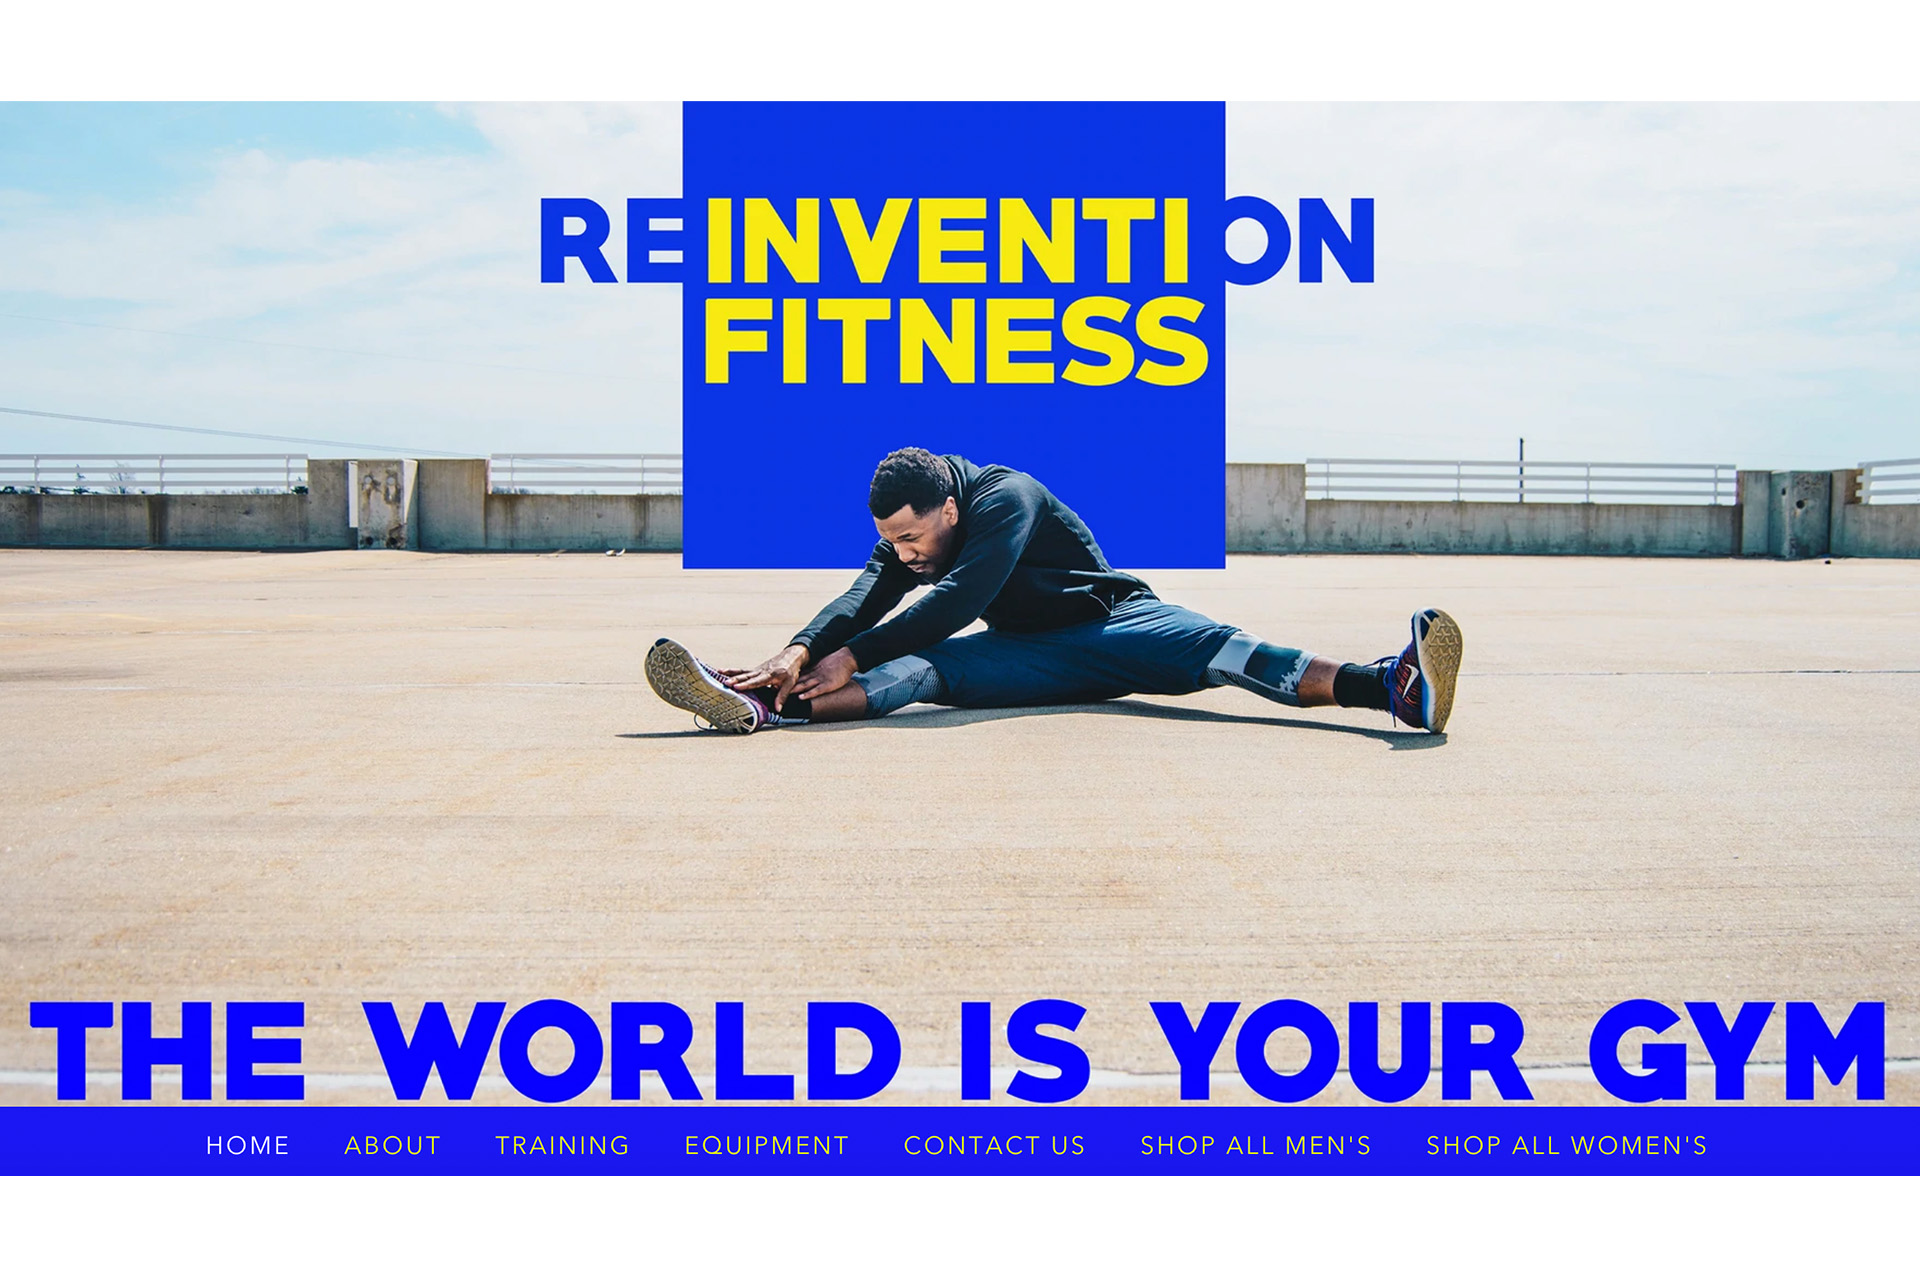 REINVENTION
FITNESS
THE WORLD IS YOUR GYM
HOME ABOUT TRAINING EQUIPMENT CONTACT US SHOP ALL MEN'S SHOP ALL WOMEN'S